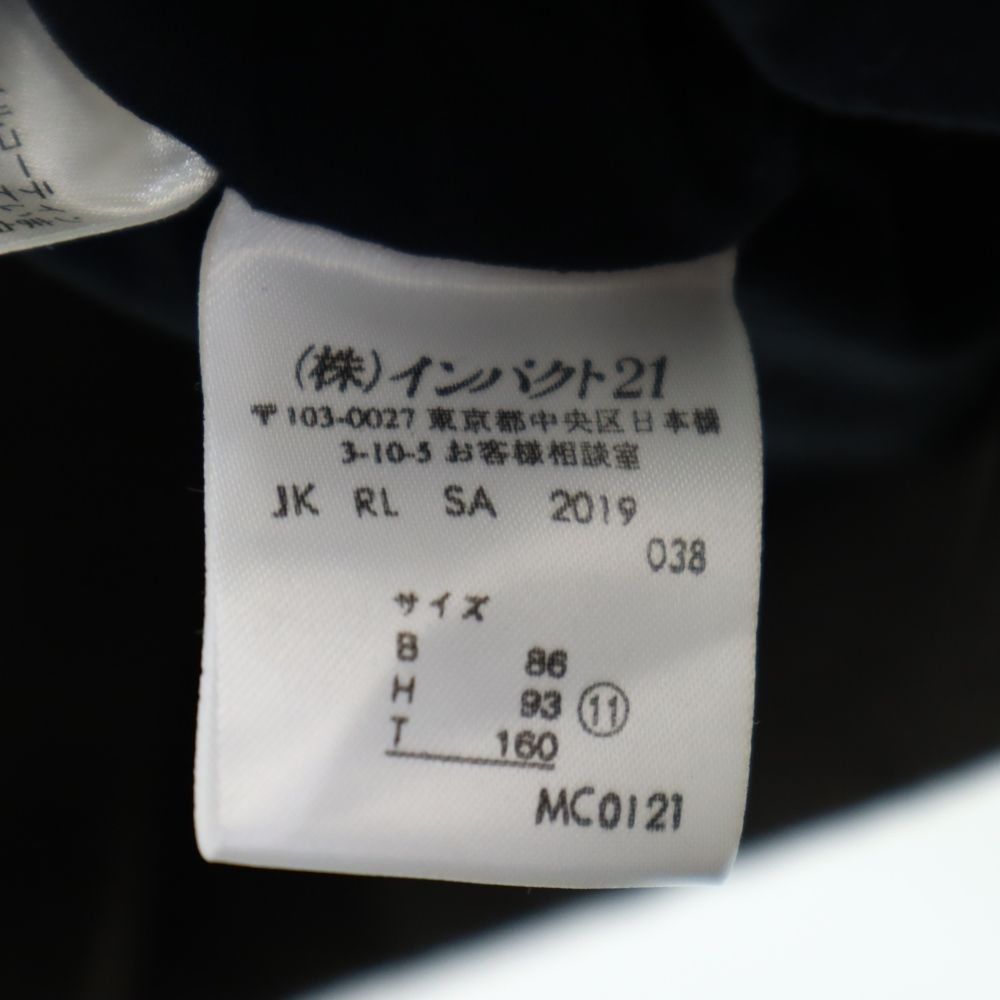 (株)インパクト21
〒103-0027 東京都中央区日本橋
3-10-5 お客様相談室
JK RL SA 2019
038
サイズ
B 86
H 93 ⑪
T 160
MC0121